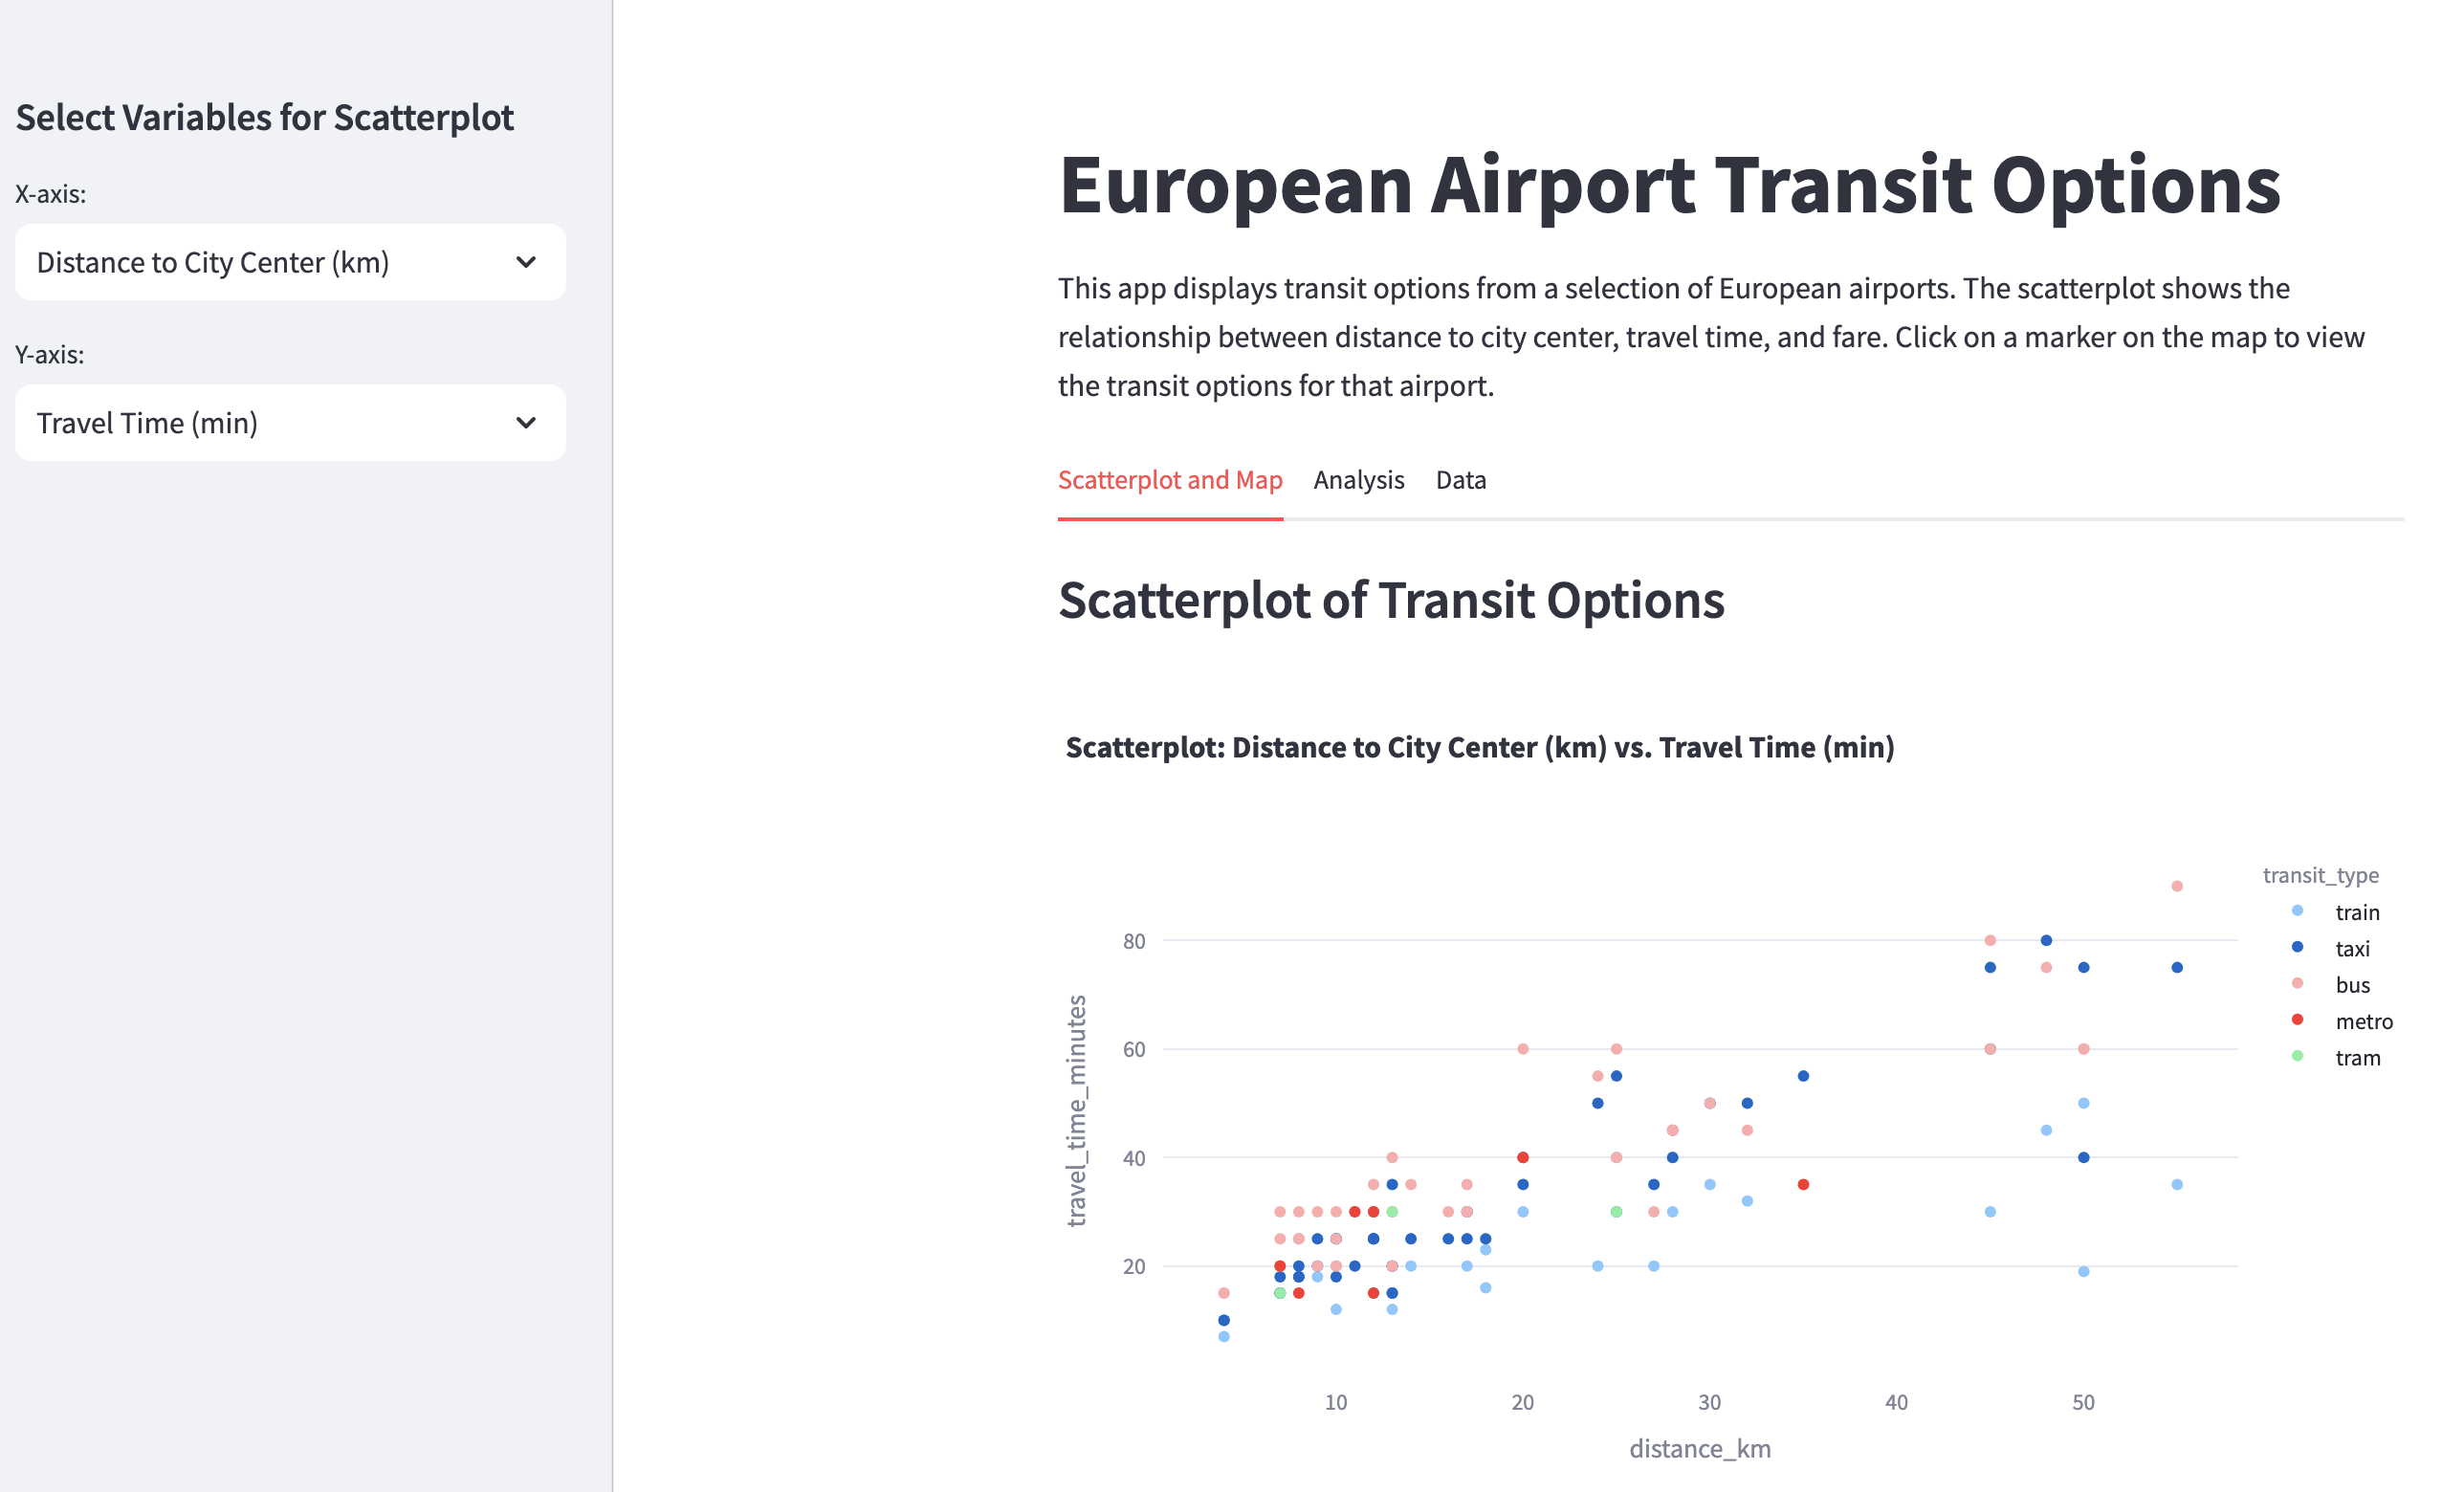 Select Variables for Scatterplot
X-axis:
Distance to City Center (km)
Y-axis:
Travel Time (min)
European Airport Transit Options
This app displays transit options from a selection of European airports. The scatterplot shows the
relationship between distance to city center, travel time, and fare. Click on a marker on the map to view
the transit options for that airport.
Scatterplot and Map Analysis Data
Scatterplot of Transit Options
Scatterplot: Distance to City Center (km) vs. Travel Time (min)
transit_type
train
taxi
bus
metro
tram
travel_time_minutes
80
60
40
20
10 20 30 40 50
distance_km